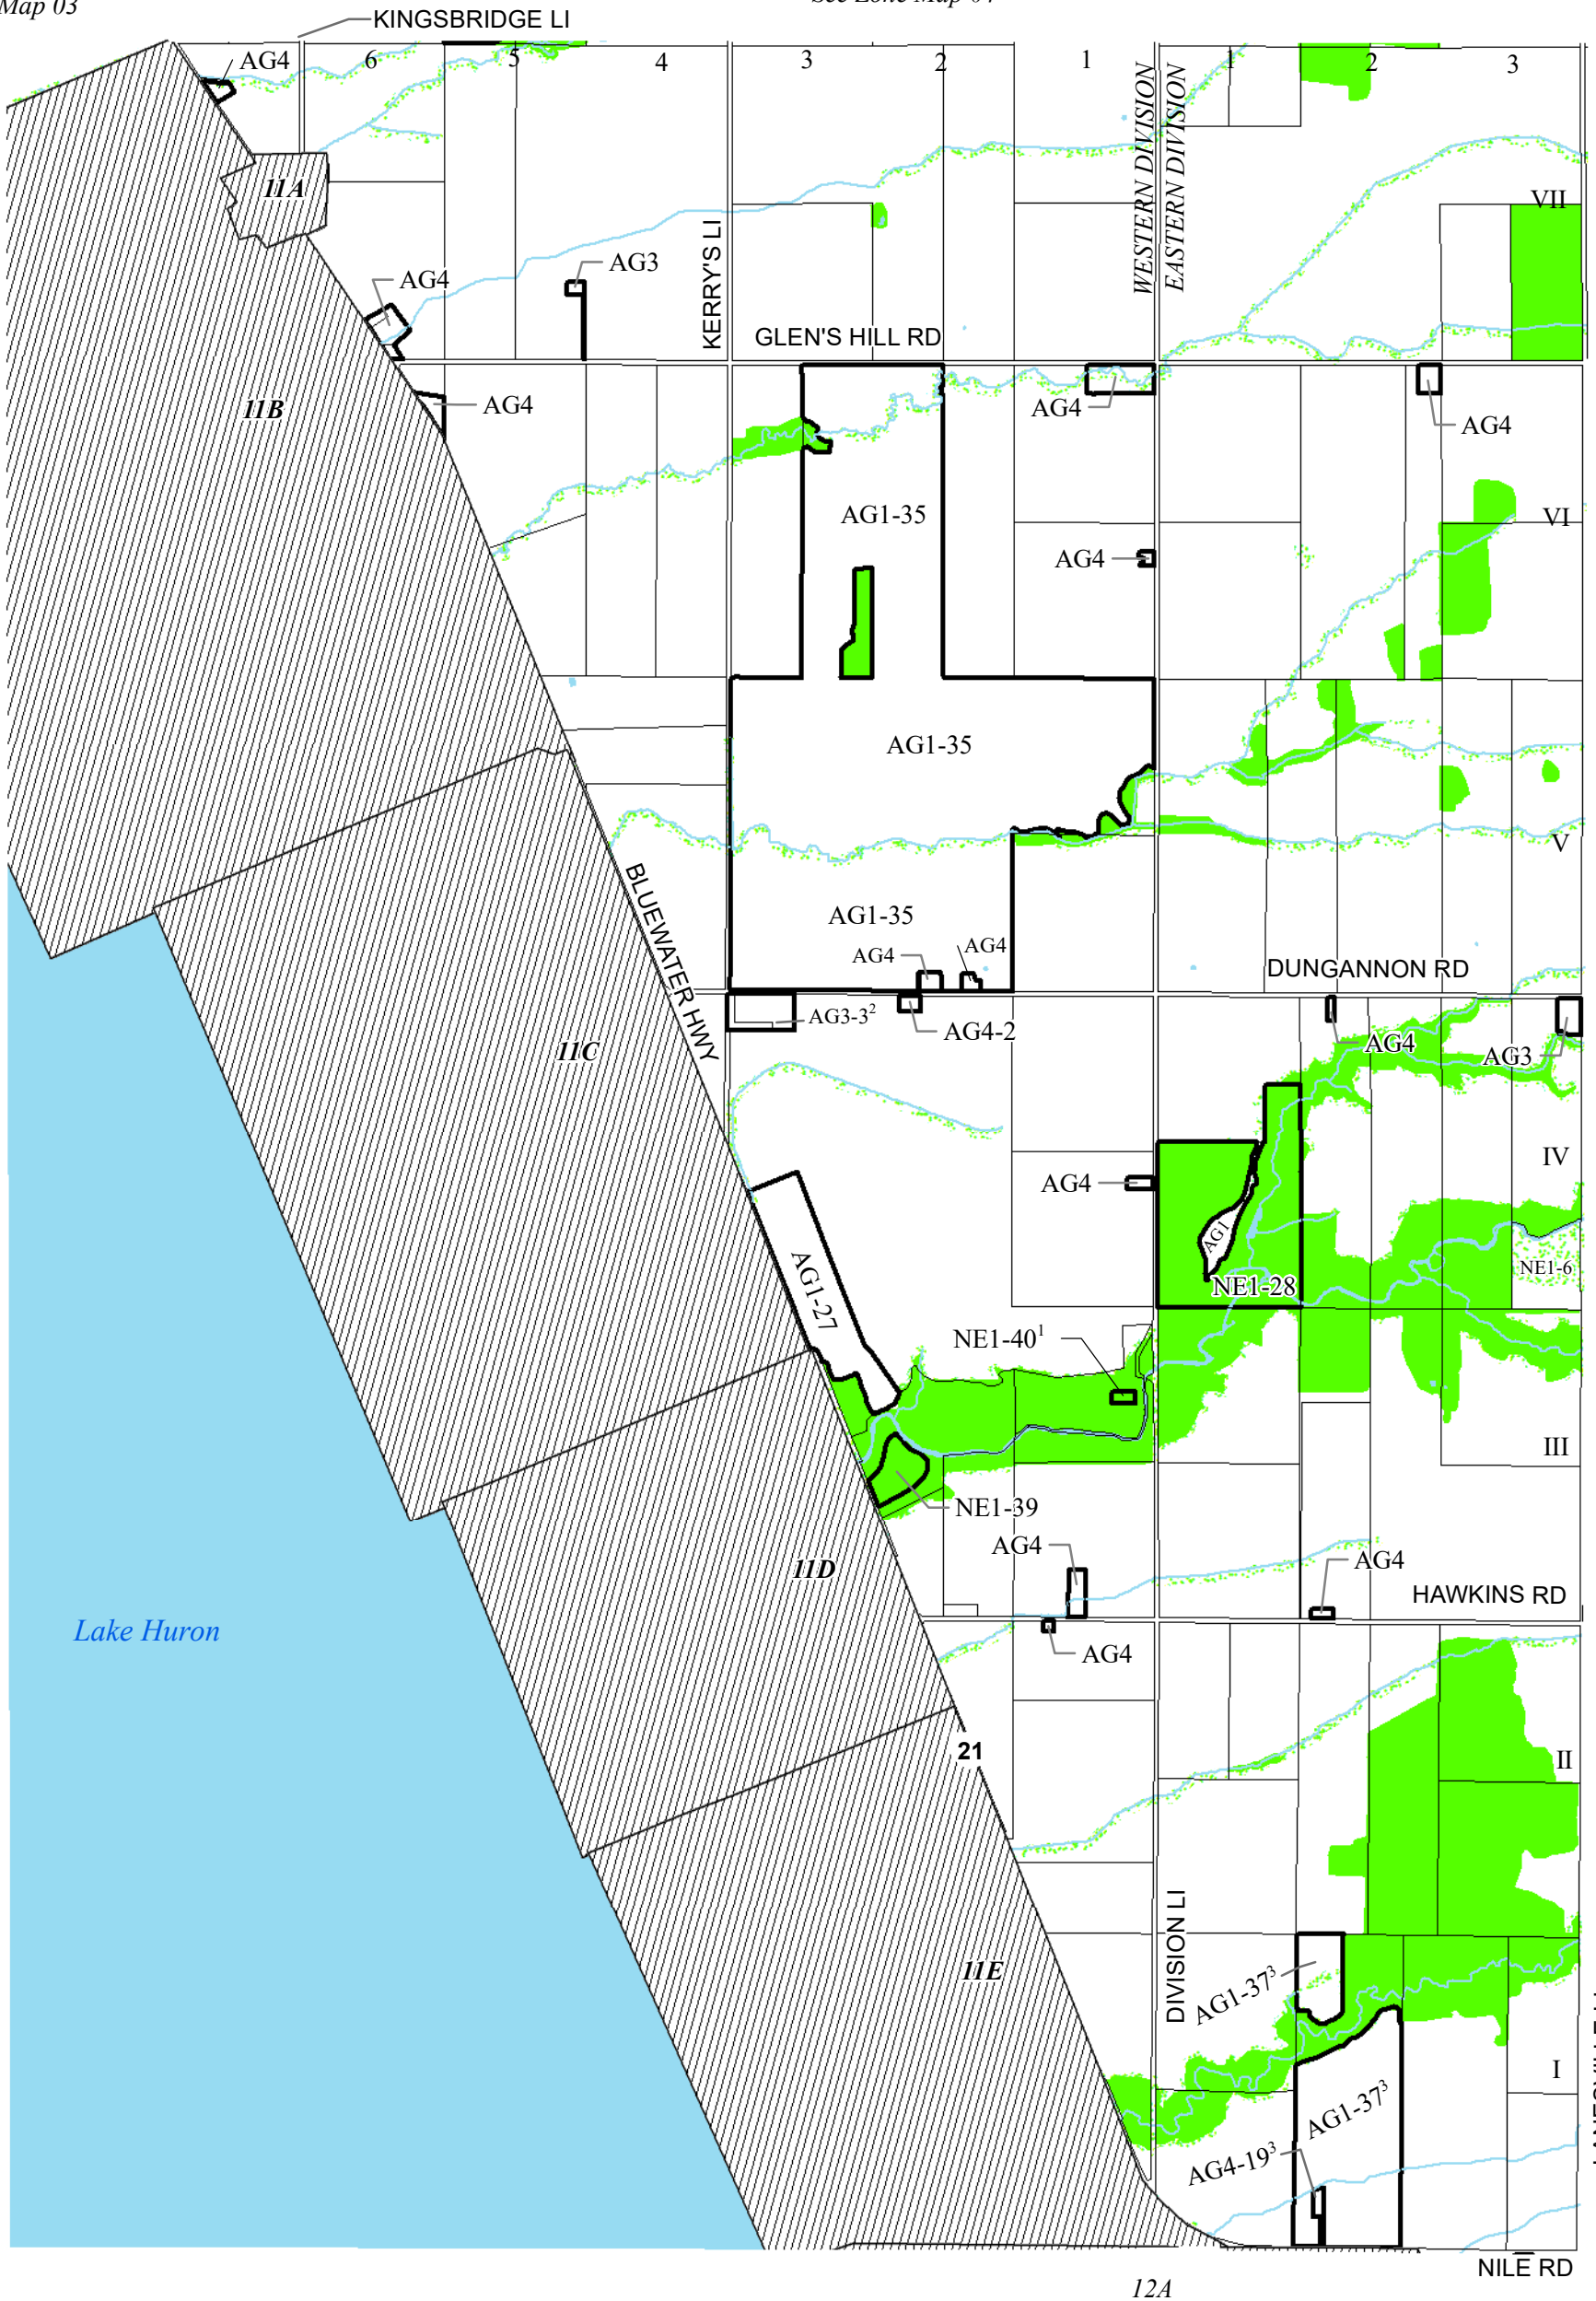 Map 03
See Zone Map 04
KINGSBRIDGE LI
AG4
6
5
4
3
2
1
1
2
3
WESTERN DIVISION
EASTERN DIVISION
11A
VII
KERRY'S LI
AG3
AG4
GLEN'S HILL RD
11B
AG4
AG4
AG4
AG1-35
VI
AG4
AG1-35
V
BLUEWATER HWY
AG1-35
AG4
AG4
DUNGANNON RD
AG3-3²
AG4-2
AG4
AG3
11C
IV
AG4
AG1
NE1-6
NE1-28
AG1-27
NE1-40¹
III
NE1-39
AG4
AG4
11D
HAWKINS RD
Lake Huron
AG4
21
II
DIVISION LI
11E
AG1-37³
I
AG1-37³
AG4-19³
NILE RD
12A